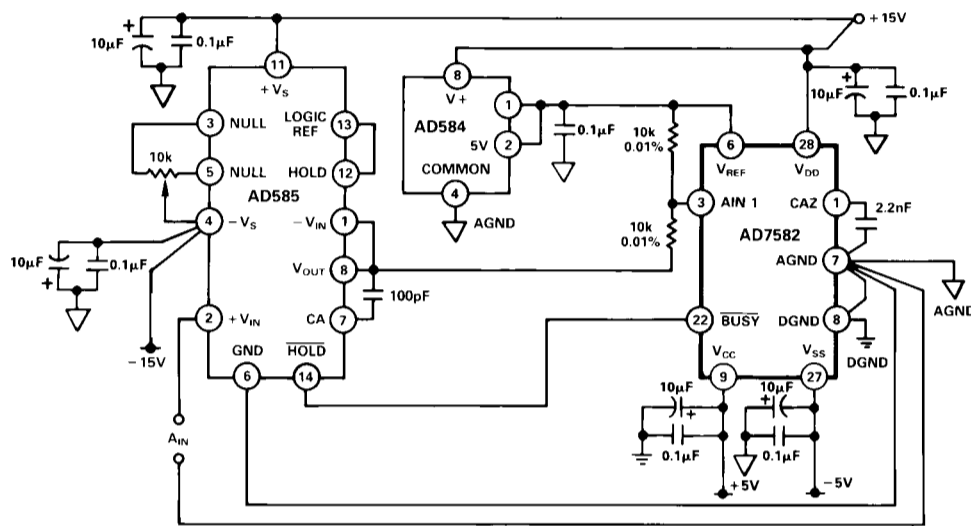 +15V
10µF
0.1µF
11
+VS
8
V+
10µF
0.1µF
3
NULL
LOGIC
REF
13
AD584
1
5V
2
0.1µF
10k
0.01%
6
VREF
28
VDD
10k
5
NULL
HOLD
12
AD585
COMMON
4
AGND
3
AIN 1
CAZ
1
2.2nF
4
-VS
-VIN
1
10k
0.01%
AD7582
10µF
0.1µF
VOUT
8
AGND
7
100pF
AGND
2
+VIN
CA
7
22
BUSY
DGND
8
-15V
GND
HOLD
DGND
6
14
VCC
VSS
9
27
10µF
10µF
AIN
0.1µF
0.1µF
+5V
-5V